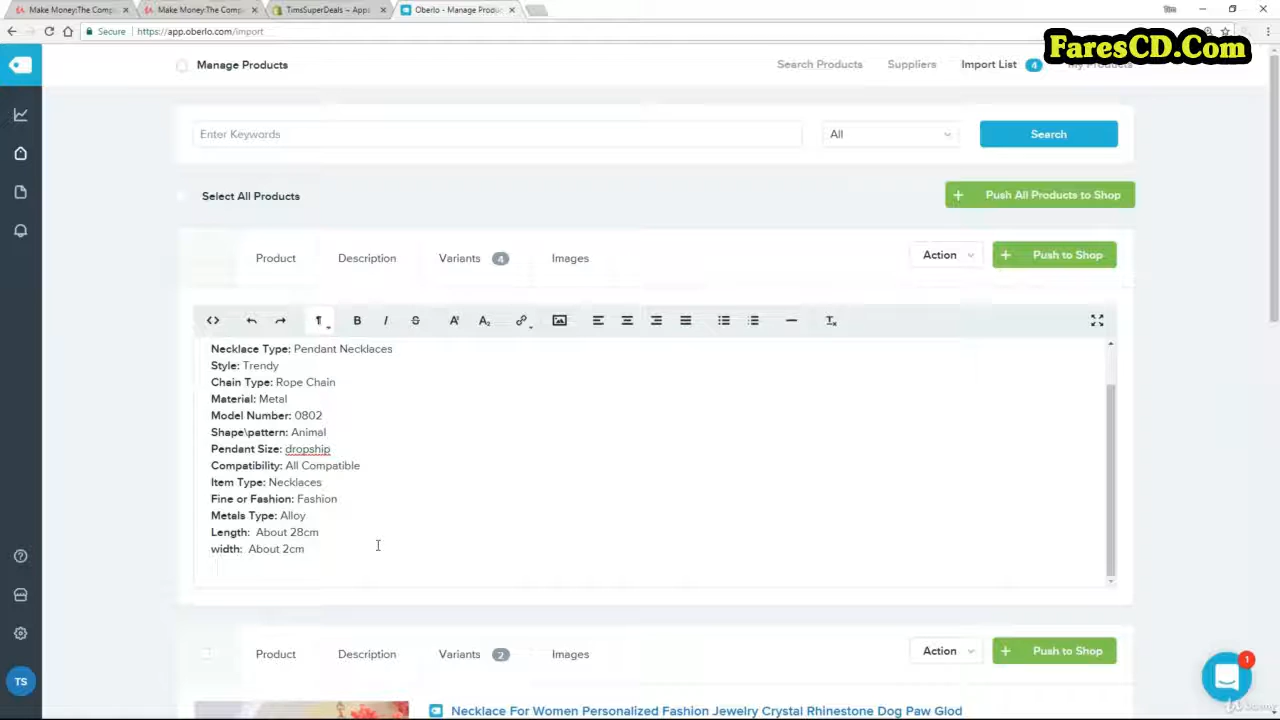 Make Money:The Comp
Make Money:The Comp
TimsSuperDeals ~ Apps
Oberlo - Manage Produc
Tim
Secure
https://app.oberlo.com/import
FaresCD.Com
Manage Products
Search Products
Suppliers
Import List 4
My Products
Enter Keywords
All
Search
Select All Products
+ Push All Products to Shop
Product
Description
Variants 4
Images
Action
+ Push to Shop
Necklace Type: Pendant Necklaces
Style: Trendy
Chain Type: Rope Chain
Material: Metal
Model Number: 0802
Shape\pattern: Animal
Pendant Size: dropship
Compatibility: All Compatible
Item Type: Necklaces
Fine or Fashion: Fashion
Metals Type: Alloy
Length: About 28cm
width: About 2cm
Product
Description
Variants 2
Images
Action
+ Push to Shop
TS
1
Necklace For Women Personalized Fashion Jewelry Crystal Rhinestone Dog Paw Glod
Udemy